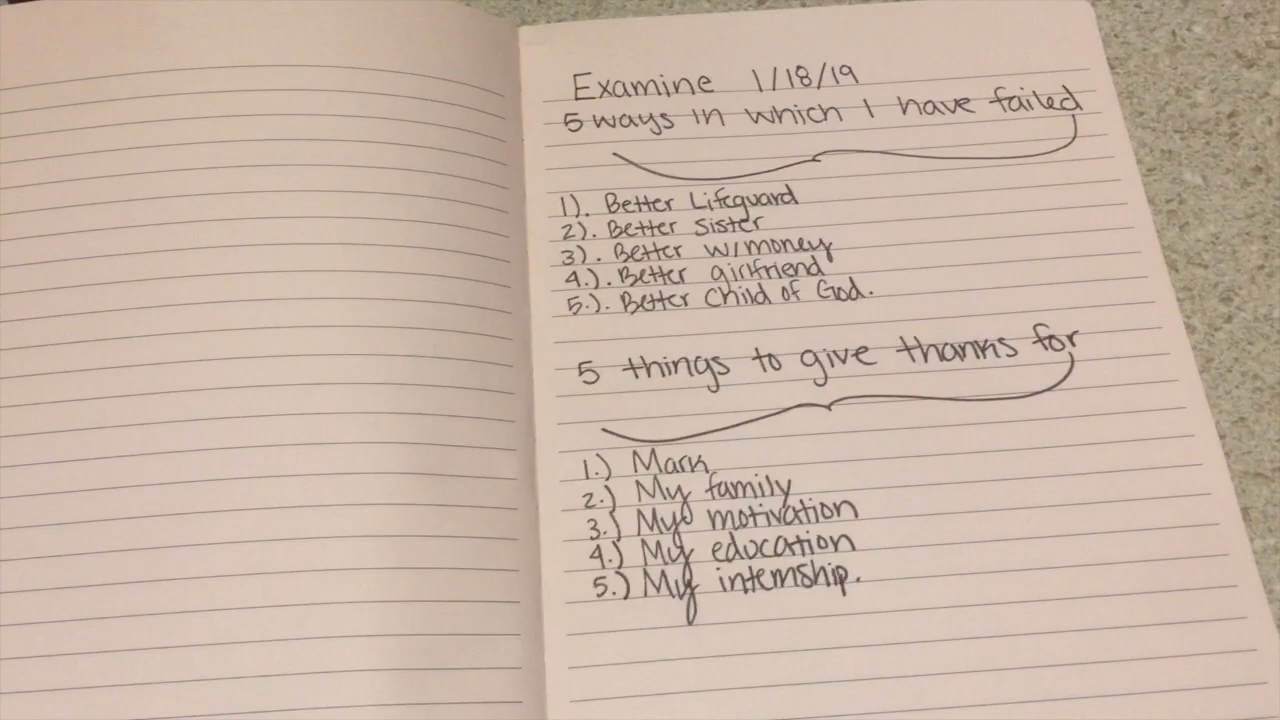 Examine 1/18/19
5 ways in which I have failed
1). Better Lifeguard
2). Better Sister
3). Better w/money
4.). Better girlfriend
5.). Better Child of God.
5 things to give thanks for
1.) Mark
2.) My family
3.) My motivation
4.) My education
5.) My internship.